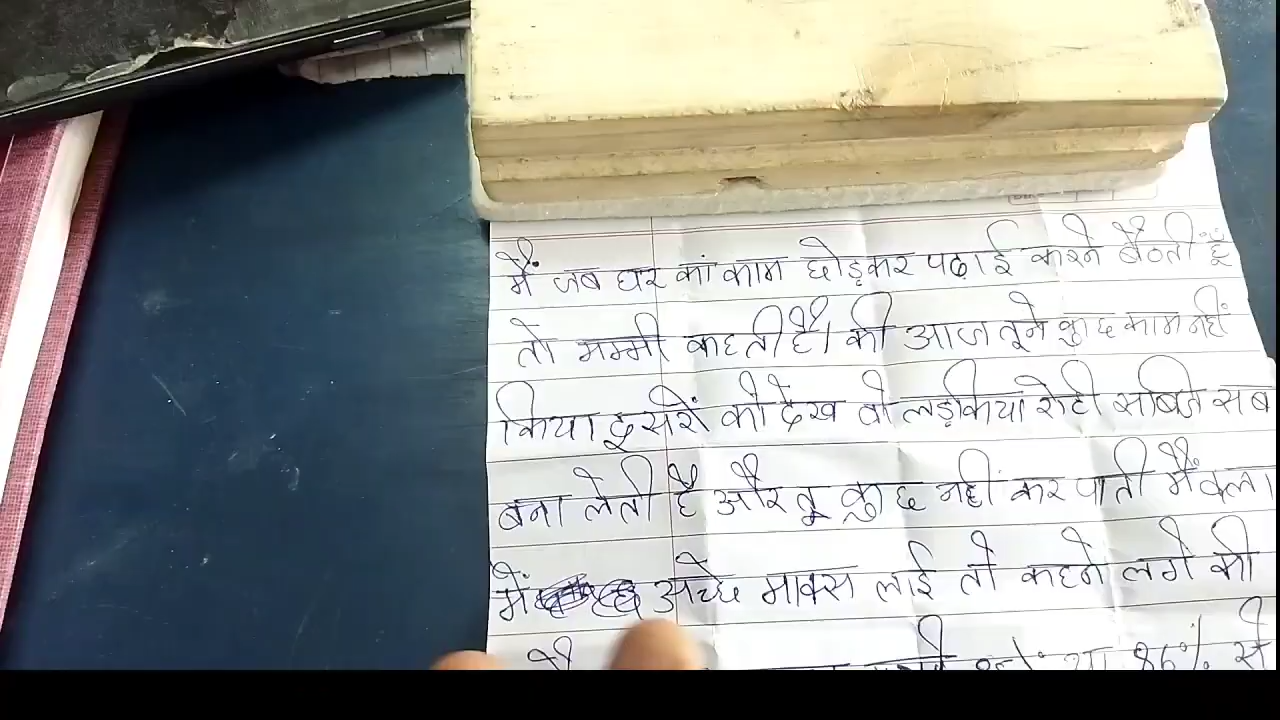 मैं जब घर कां काम छोड़कर पढाई करने बैठती हूँ
तो मम्मी कहती है। की आज तूने कुछ काम नहीं
किया दुसरों को देख वो लड़किया रोटी सब्जि सब
बना लेती है और तू कुछ नहीं कर पाती मैं क्ला
में अच्छे मार्क्स लाई तो कहने लगे की
86% से